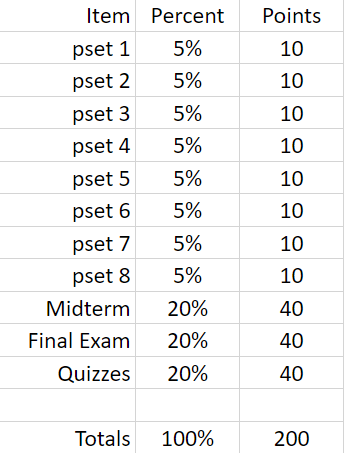 Item Percent Points
pset 1 5% 10
pset 2 5% 10
pset 3 5% 10
pset 4 5% 10
pset 5 5% 10
pset 6 5% 10
pset 7 5% 10
pset 8 5% 10
Midterm 20% 40
Final Exam 20% 40
Quizzes 20% 40
Totals 100% 200